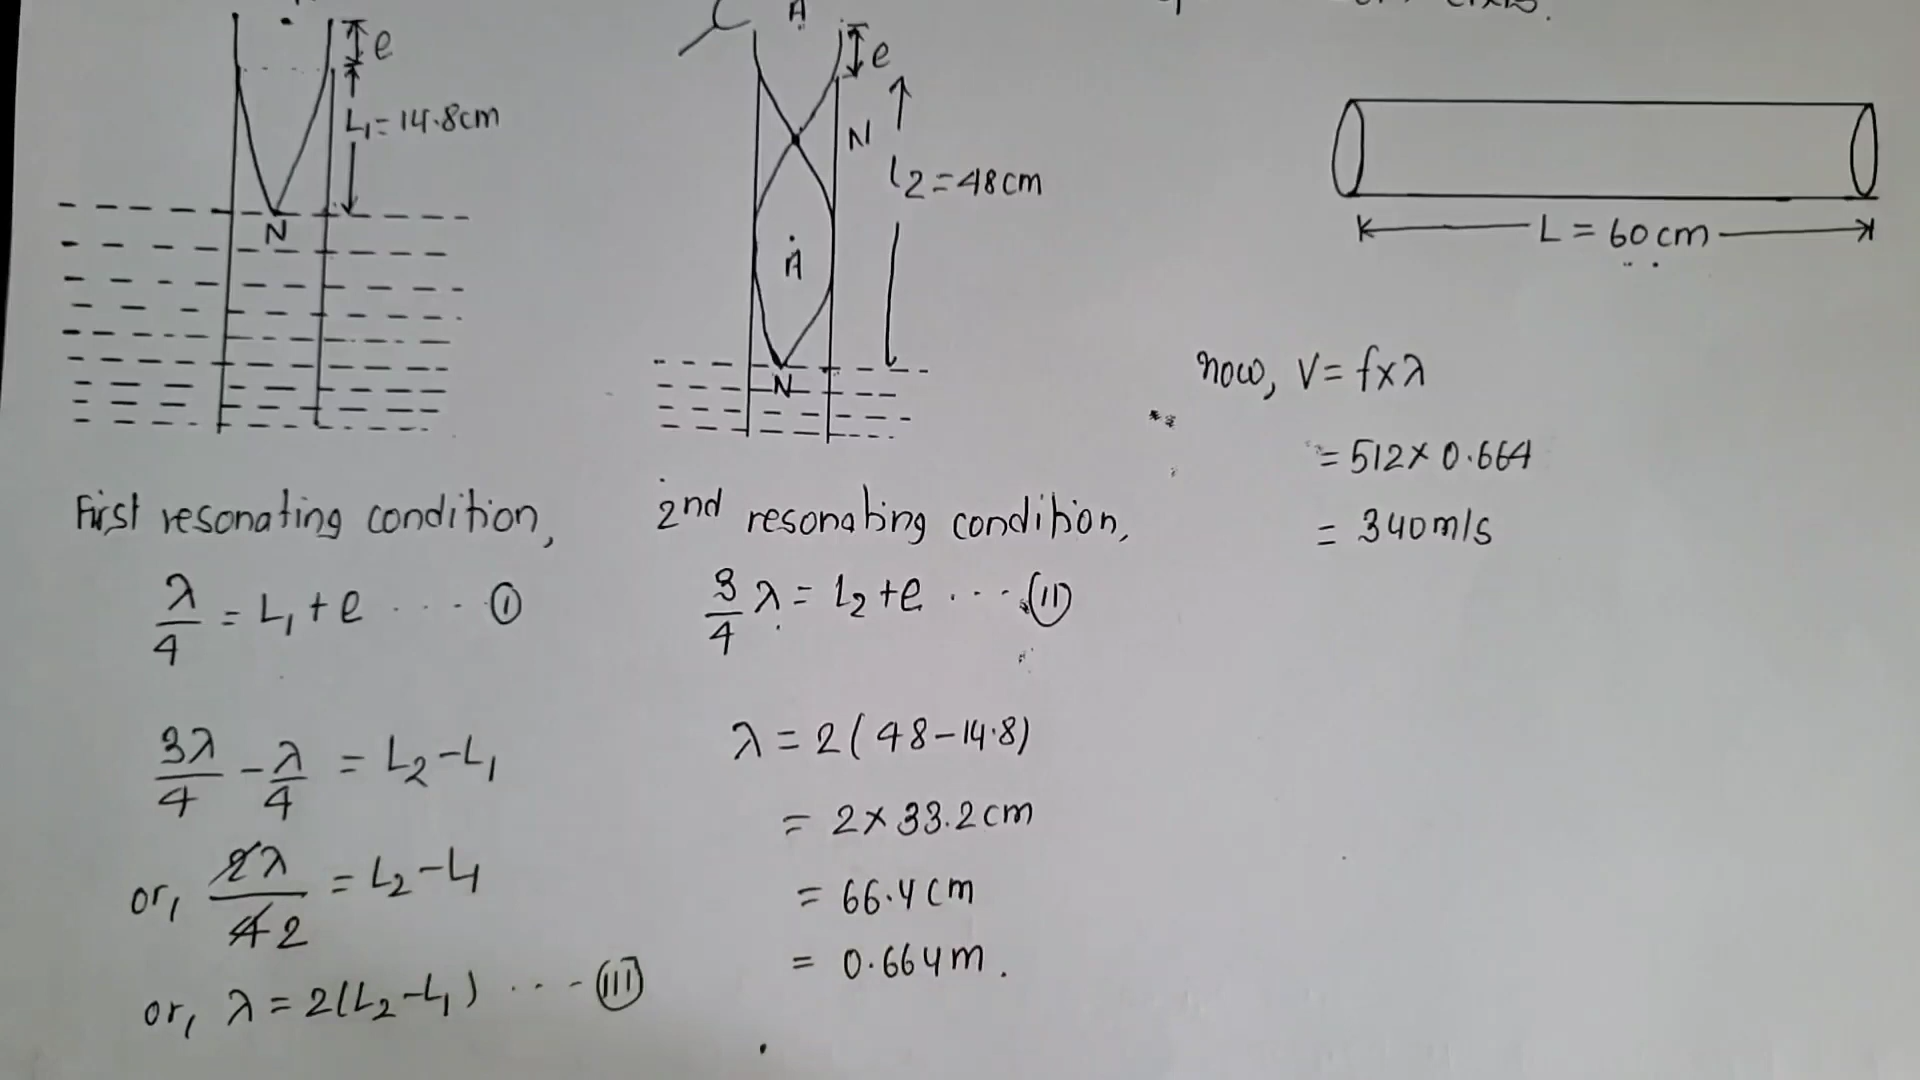 A
e
L₁=14.8cm
N
A
e
N
l2=48cm
A
N
L=60cm
First resonating condition,
λ/4 = L₁+e .... (I)
3λ/4 - λ/4 = L₂-L₁
or, 2λ/42 = L₂-L₁
or, λ=2(L₂-L₁) .... (III)
2nd resonating condition,
3/4 λ= L₂+e .... (II)
λ=2(48-14.8)
= 2×33.2cm
= 66.4cm
= 0.664m.
now, V=f×λ
=512×0.664
= 340m/s